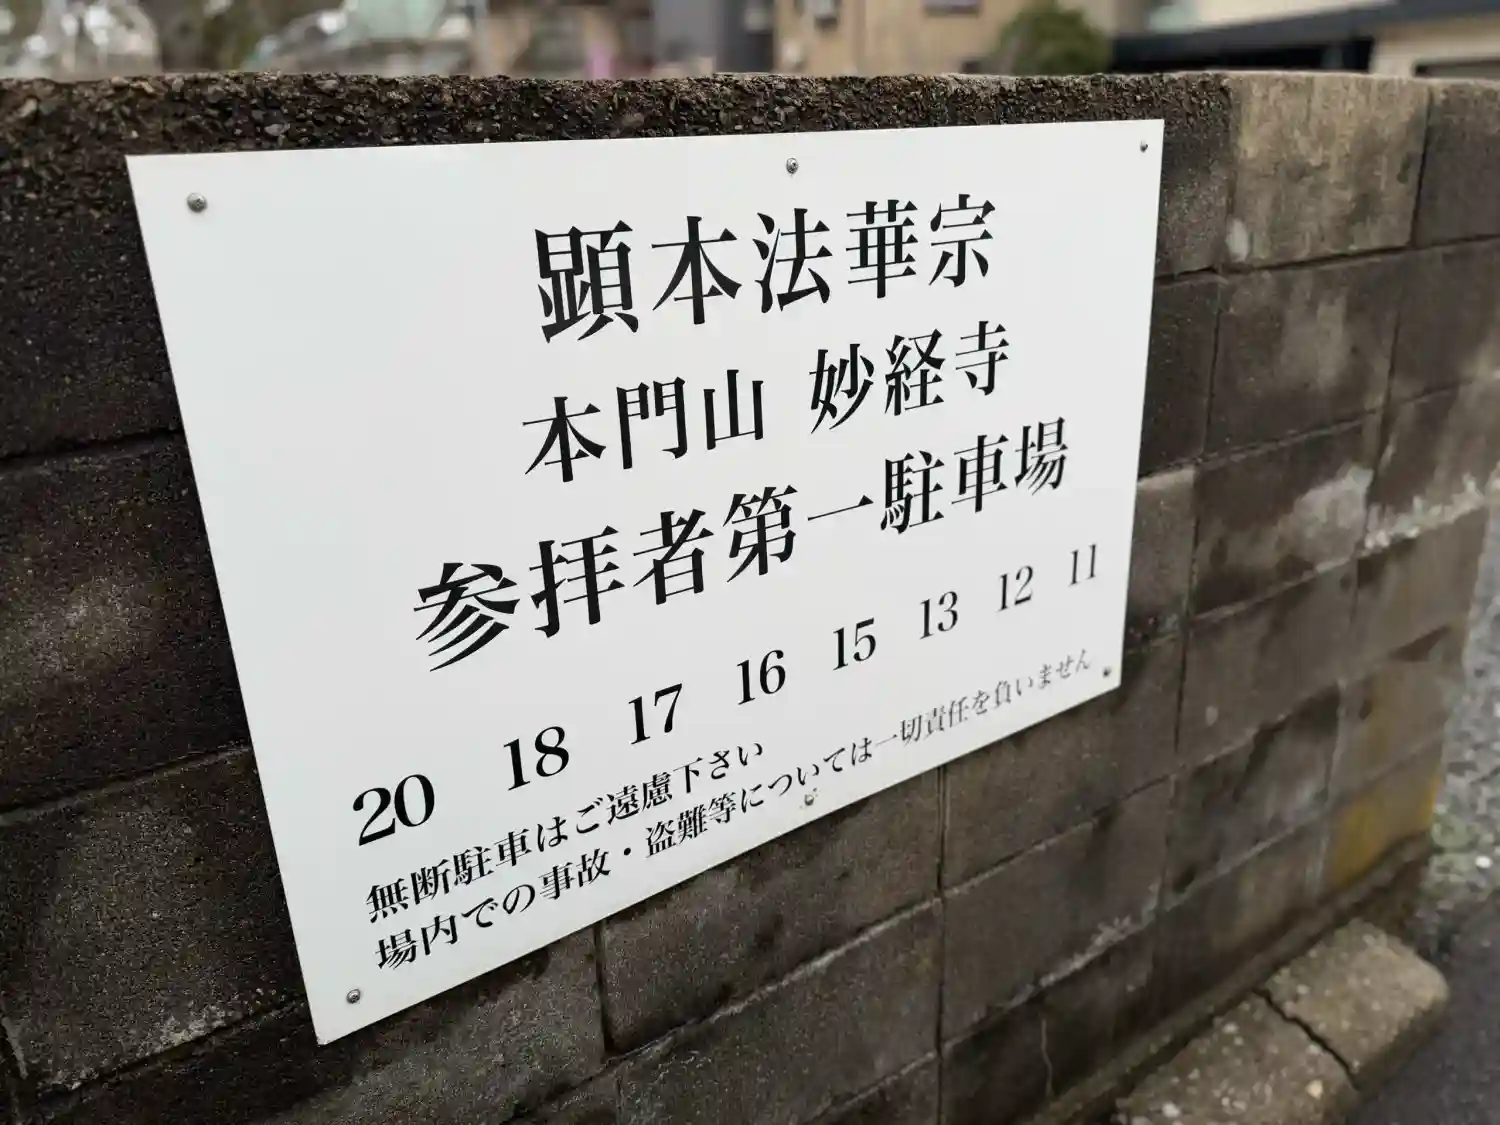 顕本法華宗
本門山 妙経寺
参拝者第一駐車場
20 18 17 16 15 13 12 11
無断駐車はご遠慮下さい
場内での事故・盗難等については一切責任を負いません